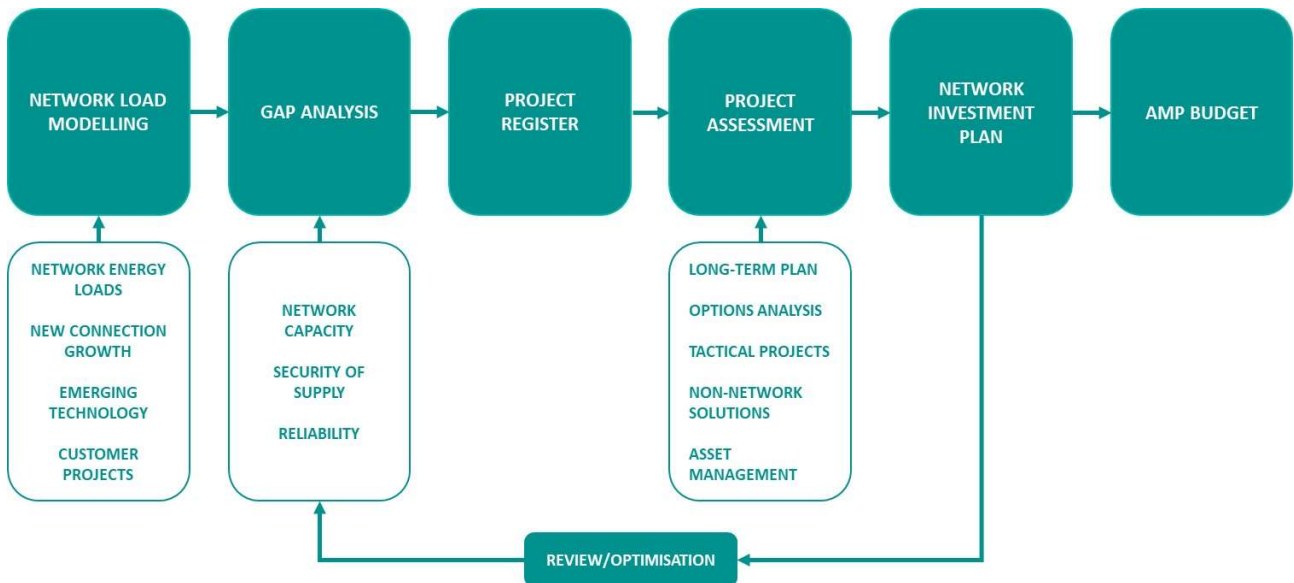 NETWORK LOAD
MODELLING
GAP ANALYSIS
PROJECT
REGISTER
PROJECT
ASSESSMENT
NETWORK
INVESTMENT
PLAN
AMP BUDGET
NETWORK ENERGY
LOADS
NEW CONNECTION
GROWTH
EMERGING
TECHNOLOGY
CUSTOMER
PROJECTS
NETWORK
CAPACITY
SECURITY OF
SUPPLY
RELIABILITY
LONG-TERM PLAN
OPTIONS ANALYSIS
TACTICAL PROJECTS
NON-NETWORK
SOLUTIONS
ASSET
MANAGEMENT
REVIEW/OPTIMISATION